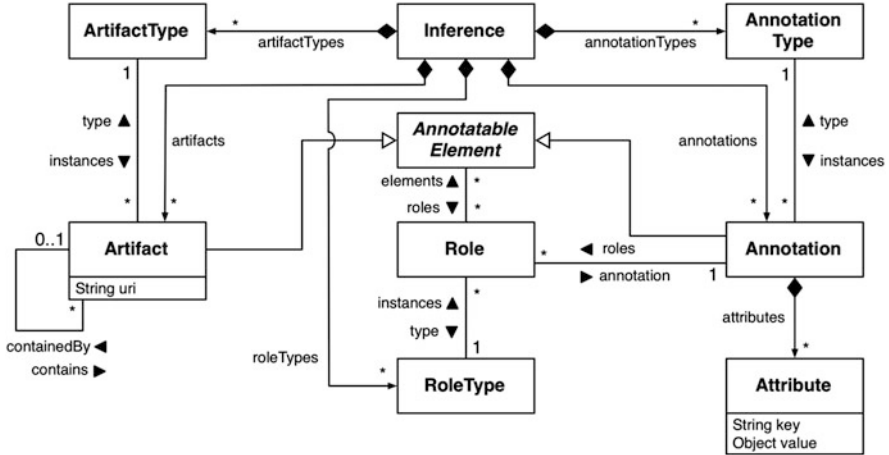 ArtifactType
* artifactTypes
Inference
* annotationTypes
Annotation
Type
1
type ▲
instances ▼
*
artifacts
*
Annotatable
Element
annotations
*
1
▲ type
▼ instances
*
elements ▲ *
roles ▼ *
0..1
Artifact
String uri
*
containedBy ◄
contains ►
Role
* ◄ roles
► annotation 1
Annotation
instances ▲ *
type ▼
1
roleTypes
*
RoleType
attributes
*
Attribute
String key
Object value